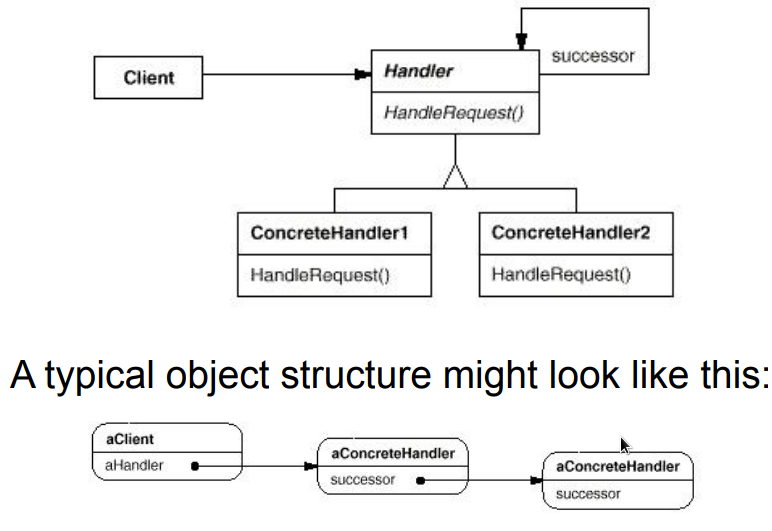 successor
Client
Handler
HandleRequest()
ConcreteHandler1
ConcreteHandler2
HandleRequest()
HandleRequest()
A typical object structure might look like this:
aClient
aHandler
aConcreteHandler
successor
aConcreteHandler
successor